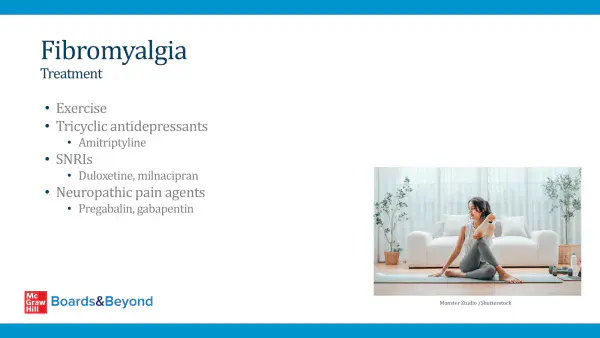 Fibromyalgia
Treatment
• Exercise
• Tricyclic antidepressants
• Amitriptyline
• SNRIs
• Duloxetine, milnacipran
• Neuropathic pain agents
• Pregabalin, gabapentin
Monster Ztudio /Shutterstock
Mc
Graw
Hill
Boards&Beyond